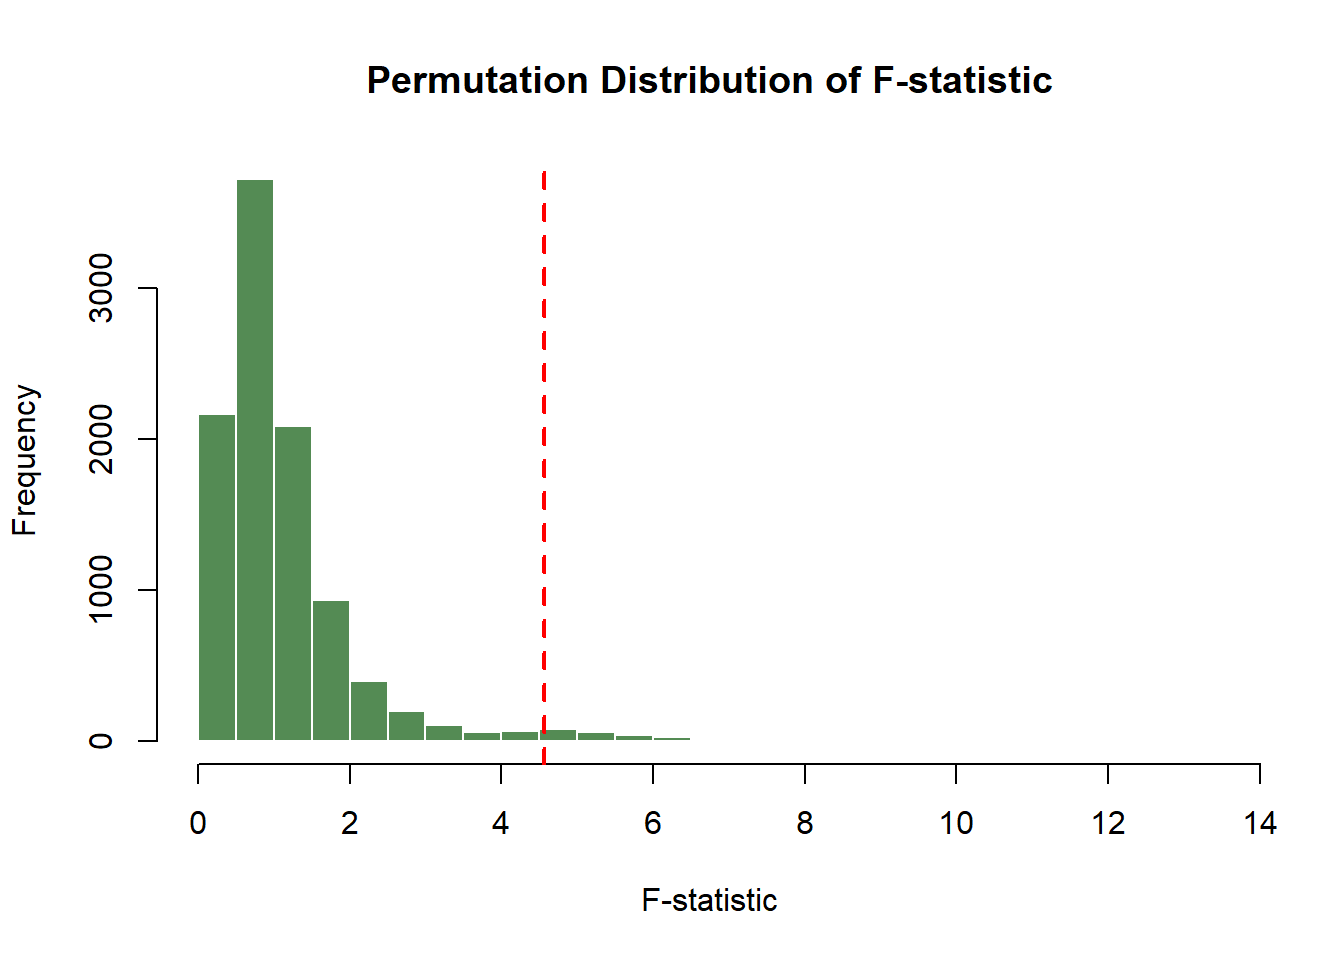 Permutation Distribution of F-statistic
Frequency
3000
2000
1000
0
0 2 4 6 8 10 12 14
F-statistic